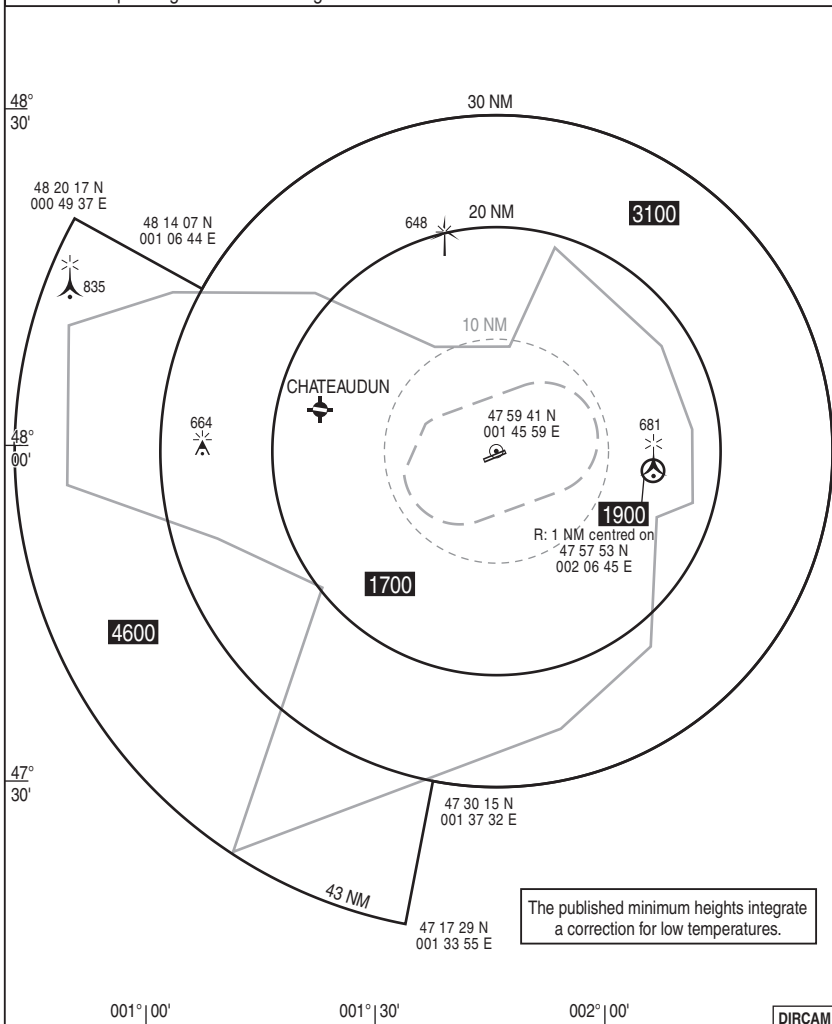 48°
30'
30 NM
48 20 17 N
000 49 37 E
48 14 07 N
001 06 44 E
648
20 NM
3100
835
10 NM
CHATEAUDUN
47 59 41 N
001 45 59 E
664
681
48°
00'
1900
R: 1 NM centred on
47 57 53 N
002 06 45 E
1700
4600
47°
30'
47 30 15 N
001 37 32 E
43 NM
47 17 29 N
001 33 55 E
The published minimum heights integrate
a correction for low temperatures.
001° 00'
001° 30'
002° 00'
DIRCAM